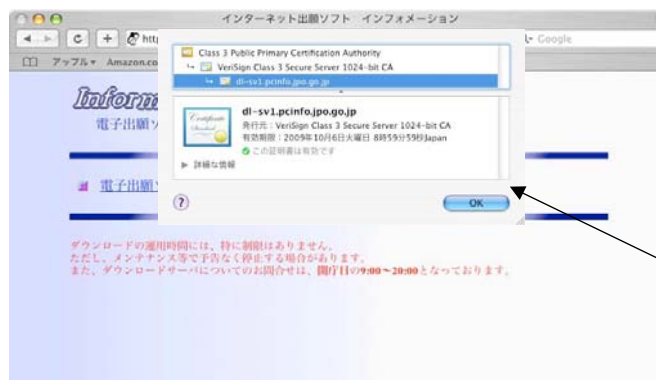 インターネット出願ソフト インフォメーション
http
Google
アップル▼ Amazon.co
Class 3 Public Primary Certification Authority
VeriSign Class 3 Secure Server 1024-bit CA
dl-sv1.pcinfo.jpo.go.jp
Inform
電子出願ソ
Certificate
Standard
dl-sv1.pcinfo.jpo.go.jp
発行元：VeriSign Class 3 Secure Server 1024-bit CA
有効期限：2009年10月6日火曜日 8時59分59秒Japan
この証明書は有効です
▶ 詳細な情報
電子出願ソ
?
OK
ダウンロードの運用時間には、特に制限はありません。
ただし、メンテナンス等で予告なく停止する場合があります。
また、ダウンロードサーバについてのお問合せは、開庁日の9:00～20:00となっております。